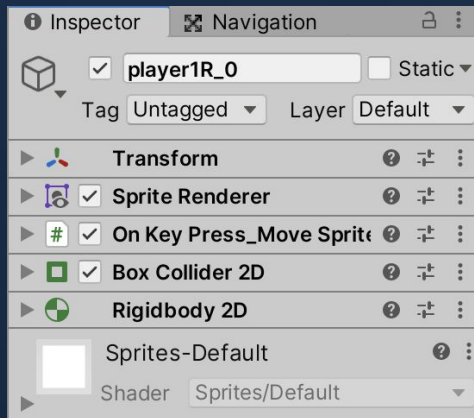 Inspector Navigation
player1R_0 Static
Tag Untagged Layer Default
Transform
Sprite Renderer
# On Key Press_Move Sprite
Box Collider 2D
Rigidbody 2D
Sprites-Default
Shader Sprites/Default